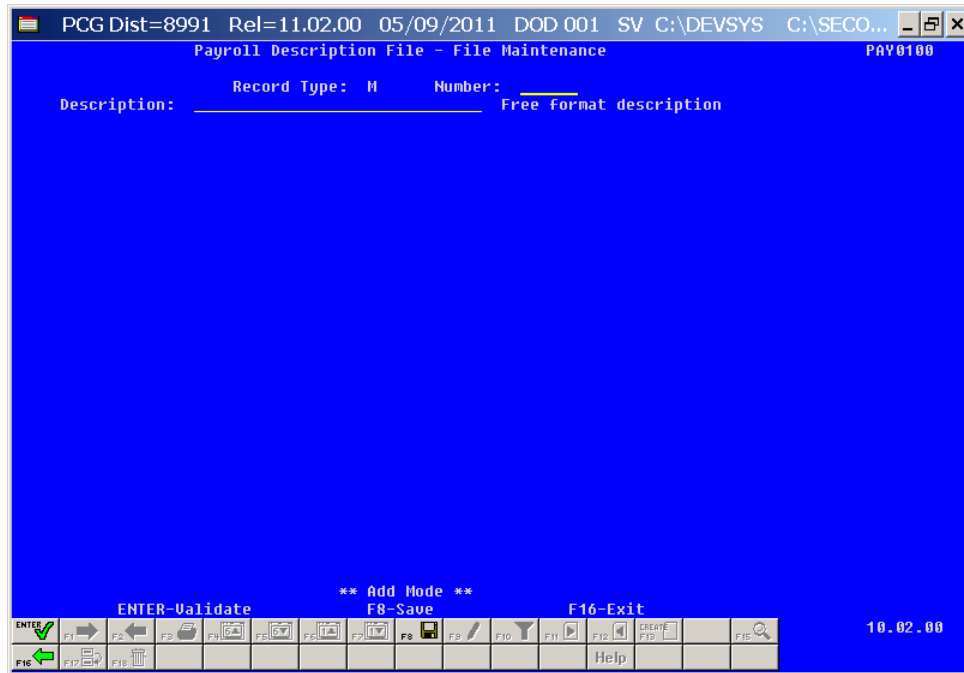 PCG Dist=8991 Rel=11.02.00 05/09/2011 DOD 001 SV C:\DEVSYS C:\SECO...
Payroll Description File - File Maintenance PAY0100
Record Type: M Number:
Description: Free format description
** Add Mode **
ENTER-Validate F8-Save F16-Exit
ENTER F1 F2 F3 F4 F5 F6 F7 F8 F9 F10 F11 F12 CREATE F13 F15 10.02.00
F16 F17 F18 Help